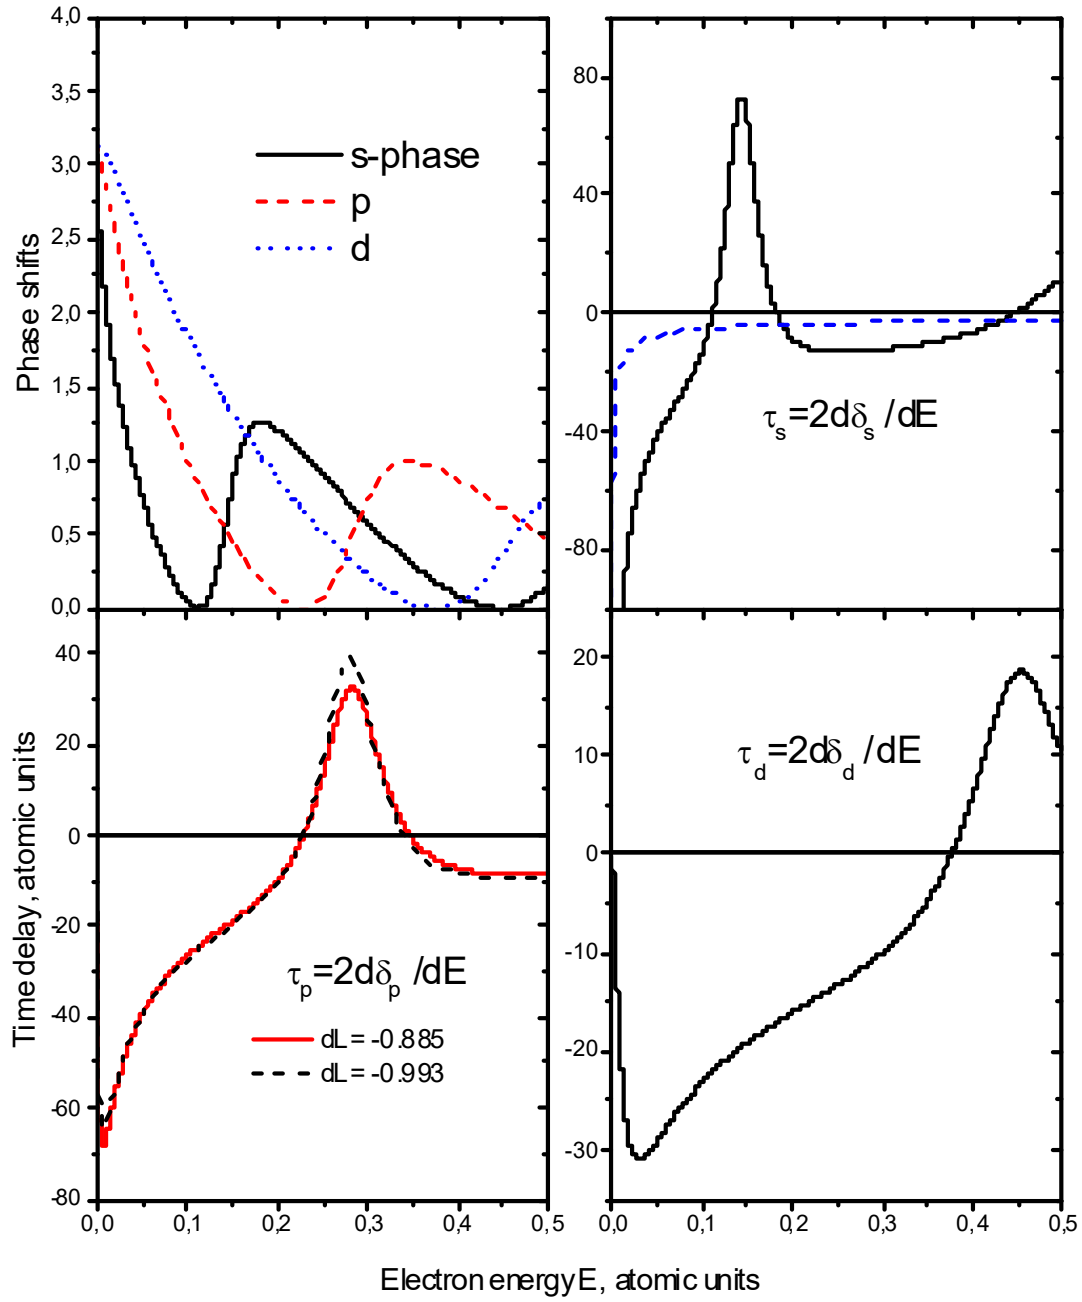 4,0
3,5
3,0
2,5
2,0
1,5
1,0
0,5
0,0
Phase shifts
s-phase
p
d
80
40
0
-40
-80
τs=2dδs /dE
40
20
0
-20
-40
-60
-80
Time delay, atomic units
τp=2dδp /dE
dL= -0.885
dL= -0.993
0,0 0,1 0,2 0,3 0,4 0,5
20
10
0
-10
-20
-30
τd=2dδd /dE
0,0 0,1 0,2 0,3 0,4 0,5
Electron energy E, atomic units